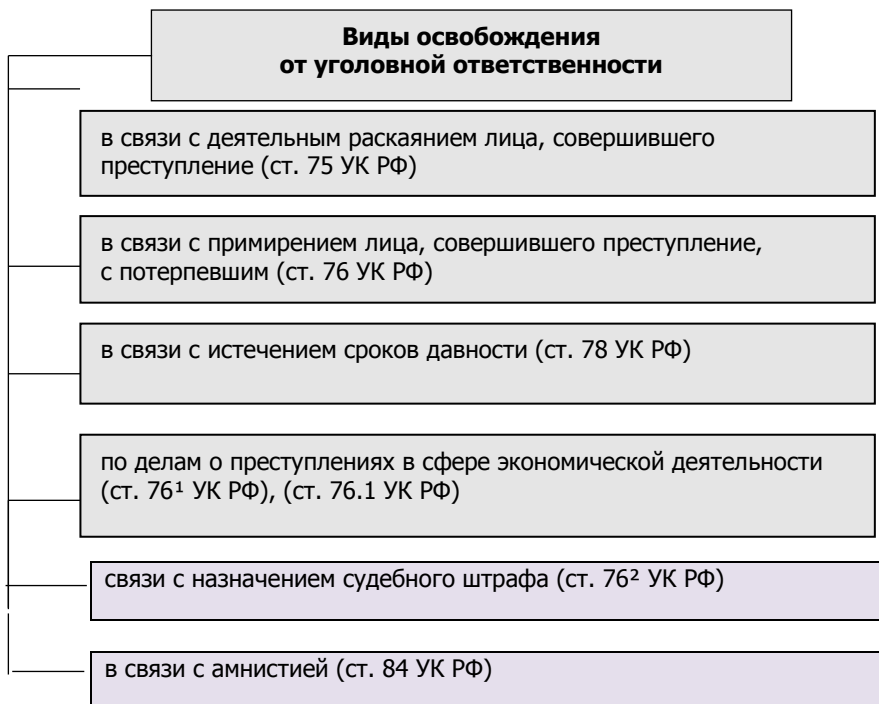 Виды освобождения
от уголовной ответственности
в связи с деятельным раскаянием лица, совершившего
преступление (ст. 75 УК РФ)
в связи с примирением лица, совершившего преступление,
с потерпевшим (ст. 76 УК РФ)
в связи с истечением сроков давности (ст. 78 УК РФ)
по делам о преступлениях в сфере экономической деятельности
(ст. 76¹ УК РФ), (ст. 76.1 УК РФ)
связи с назначением судебного штрафа (ст. 76² УК РФ)
в связи с амнистией (ст. 84 УК РФ)